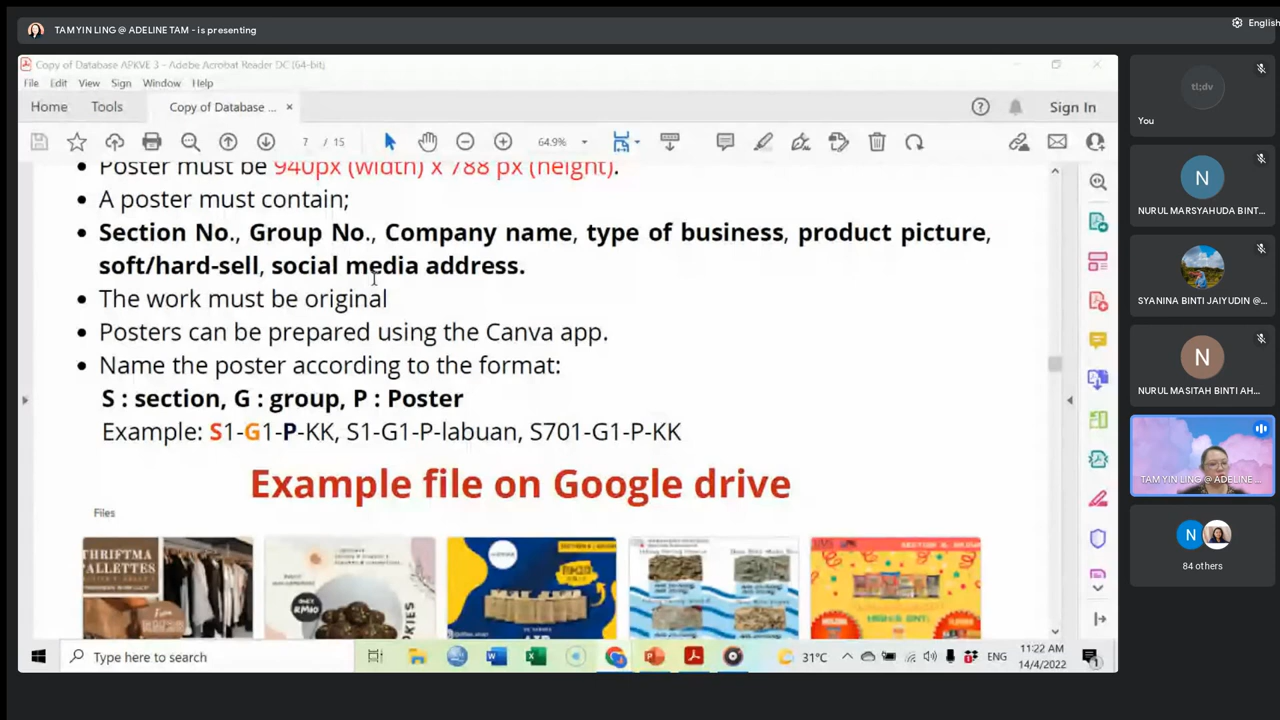 TAM YIN LING @ ADELINE TAM - is presenting
English
Copy of Database APKVE 3 - Adobe Acrobat Reader DC (64-bit)
File Edit View Sign Window Help
Home Tools Copy of Database ... × Sign In
7 / 15 64.9%
Poster must be 940px (width) x 788 px (height).
A poster must contain;
Section No., Group No., Company name, type of business, product picture,
soft/hard-sell, social media address.
The work must be original
Posters can be prepared using the Canva app.
Name the poster according to the format:
S : section, G : group, P : Poster
Example: S1-G1-P-KK, S1-G1-P-labuan, S701-G1-P-KK
Example file on Google drive
Files
THRIFTMA
PALLETTES
RM10
Type here to search
31°C
ENG
11:22 AM
14/4/2022
tl;dv
You
N
NURUL MARSYAHUDA BINT...
SYANINA BINTI JAIYUDIN @...
N
NURUL MASITAH BINTI AH...
TAM YIN LING @ ADELINE ...
N
84 others